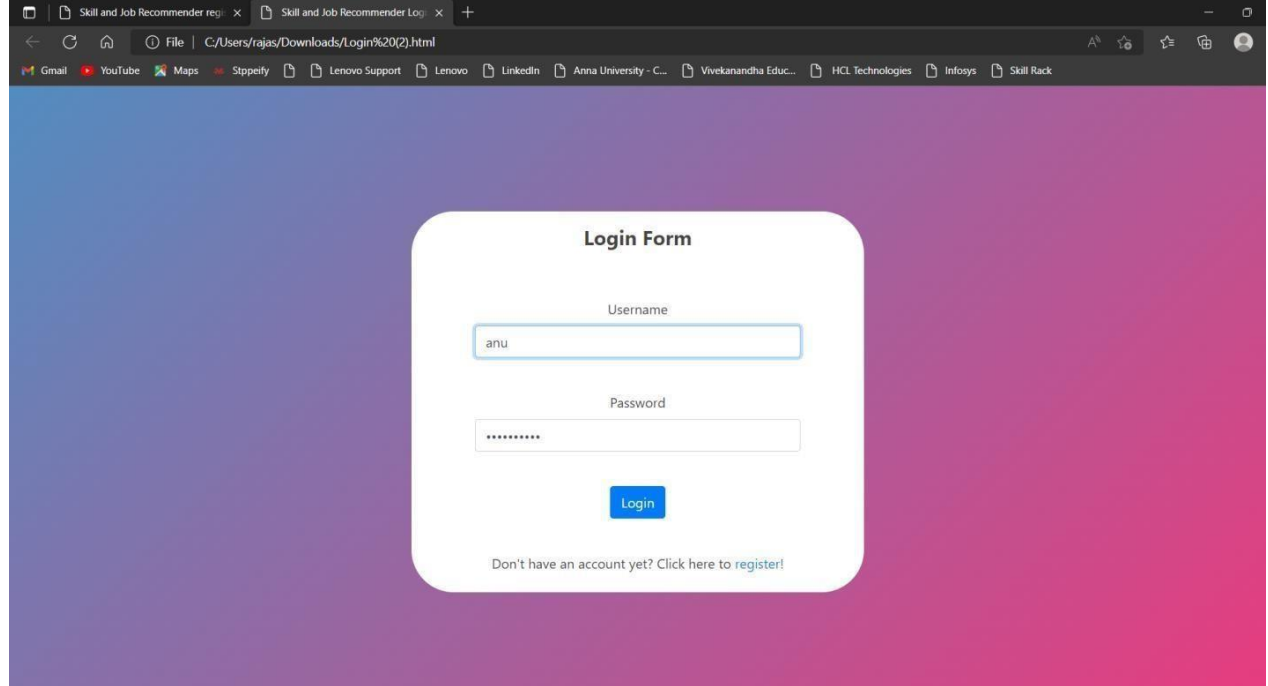 Skill and Job Recommender regi Skill and Job Recommender Log
File C:/Users/rajas/Downloads/Login%20(2).html
Gmail YouTube Maps Stppeify Lenovo Support Lenovo LinkedIn Anna University - C... Vivekanandha Educ... HCL Technologies Infosys Skill Rack
Login Form
Username
anu
Password
••••••••••
Login
Don't have an account yet? Click here to register!